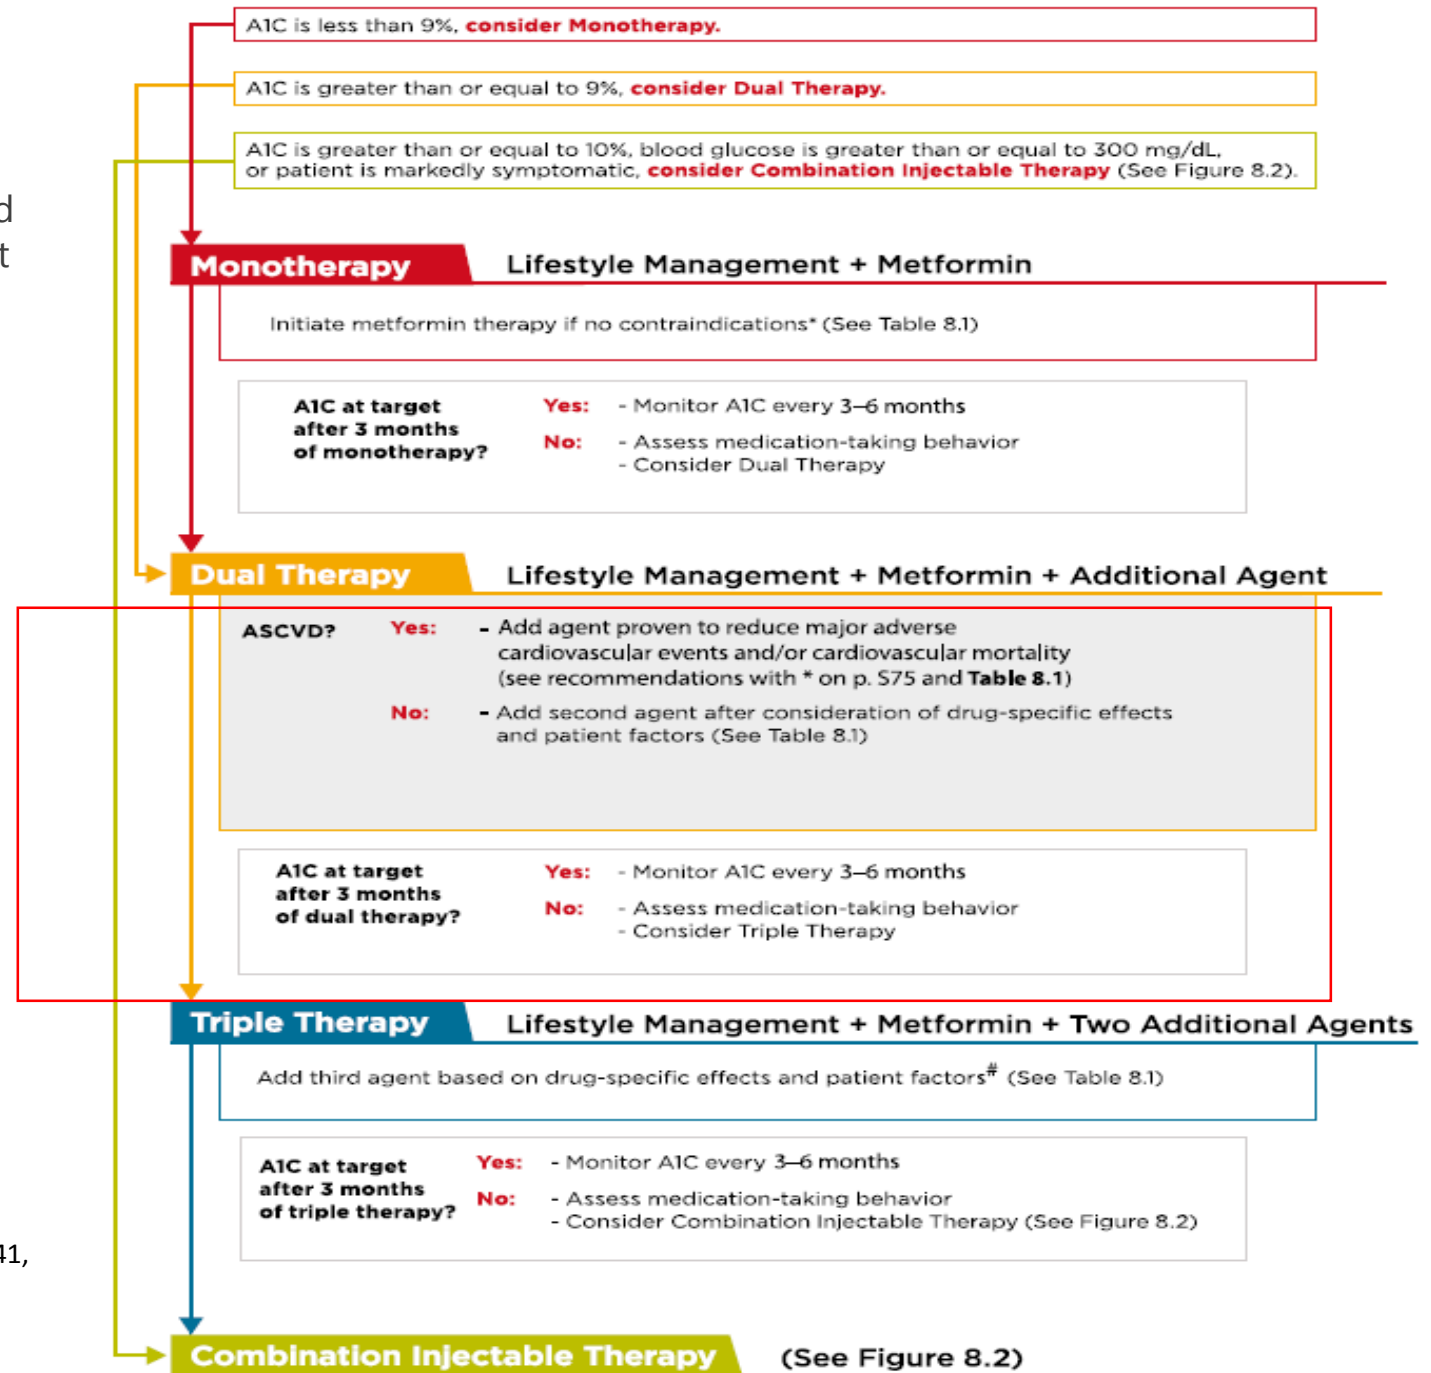 A1C is less than 9%, consider Monotherapy.
A1C is greater than or equal to 9%, consider Dual Therapy.
A1C is greater than or equal to 10%, blood glucose is greater than or equal to 300 mg/dL,
or patient is markedly symptomatic, consider Combination Injectable Therapy (See Figure 8.2).
Monotherapy Lifestyle Management + Metformin
Initiate metformin therapy if no contraindications* (See Table 8.1)
A1C at target
after 3 months
of monotherapy?
Yes: - Monitor A1C every 3–6 months
No: - Assess medication-taking behavior
- Consider Dual Therapy
Dual Therapy Lifestyle Management + Metformin + Additional Agent
ASCVD? Yes: - Add agent proven to reduce major adverse
cardiovascular events and/or cardiovascular mortality
(see recommendations with * on p. S75 and Table 8.1)
No: - Add second agent after consideration of drug-specific effects
and patient factors (See Table 8.1)
A1C at target
after 3 months
of dual therapy?
Yes: - Monitor A1C every 3–6 months
No: - Assess medication-taking behavior
- Consider Triple Therapy
Triple Therapy Lifestyle Management + Metformin + Two Additional Agents
Add third agent based on drug-specific effects and patient factors# (See Table 8.1)
A1C at target
after 3 months
of triple therapy?
Yes: - Monitor A1C every 3–6 months
No: - Assess medication-taking behavior
- Consider Combination Injectable Therapy (See Figure 8.2)
41,
Combination Injectable Therapy (See Figure 8.2)